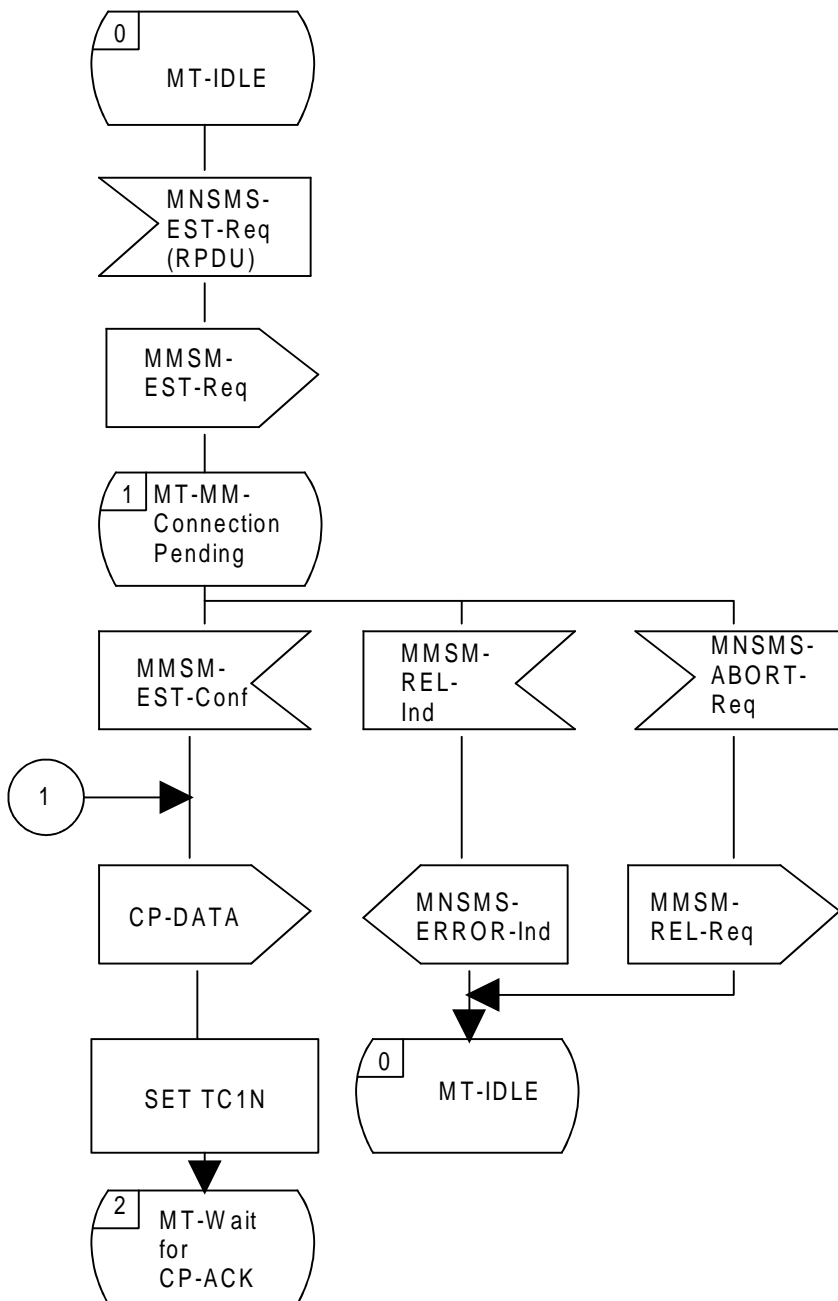 0
MT-IDLE
MNSMS-
EST-Req
(RPDU)
MMSM-
EST-Req
1
MT-MM-
Connection
Pending
MMSM-
EST-Conf
MMSM-
REL-
Ind
MNSMS-
ABORT-
Req
1
CP-DATA
MNSMS-
ERROR-Ind
MMSM-
REL-Req
SET TC1N
0
MT-IDLE
2
MT-Wait
for
CP-ACK